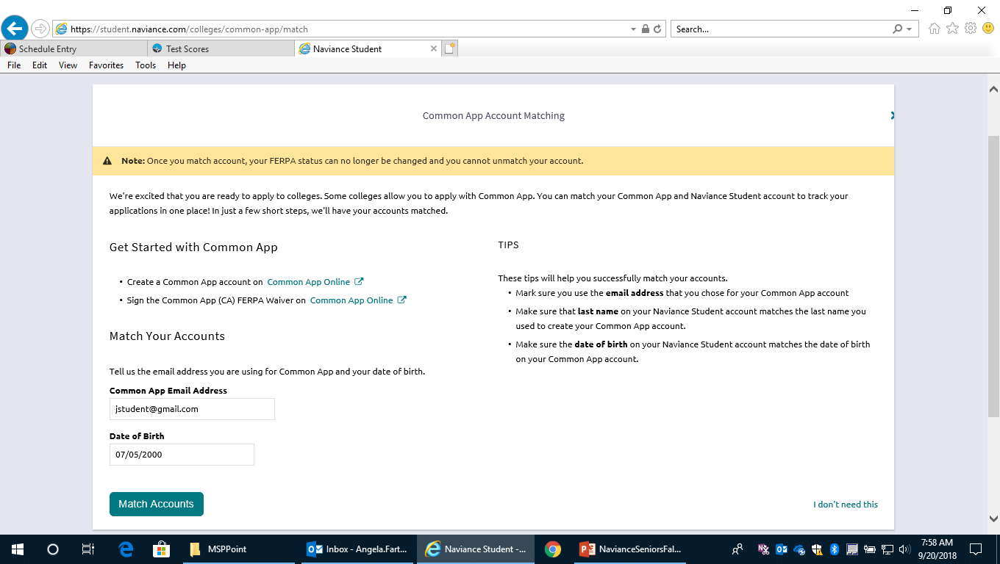 https://student.naviance.com/colleges/common-app/match
Search...
Schedule Entry
Test Scores
Naviance Student
File Edit View Favorites Tools Help
Common App Account Matching
Note: Once you match account, your FERPA status can no longer be changed and you cannot unmatch your account.
We're excited that you are ready to apply to colleges. Some colleges allow you to apply with Common App. You can match your Common App and Naviance Student account to track your
applications in one place! In just a few short steps, we'll have your accounts matched.
Get Started with Common App
• Create a Common App account on Common App Online
• Sign the Common App (CA) FERPA Waiver on Common App Online
Match Your Accounts
Tell us the email address you are using for Common App and your date of birth.
Common App Email Address
jstudent@gmail.com
Date of Birth
07/05/2000
Match Accounts
TIPS
These tips will help you successfully match your accounts.
• Mark sure you use the email address that you chose for your Common App account
• Make sure that last name on your Naviance Student account matches the last name you
used to create your Common App account.
• Make sure the date of birth on your Naviance Student account matches the date of birth
on your Common App account.
I don't need this
MSPPoint
Inbox - Angela.Fart...
Naviance Student -...
NavianceSeniorsFal...
7:58 AM
9/20/2018